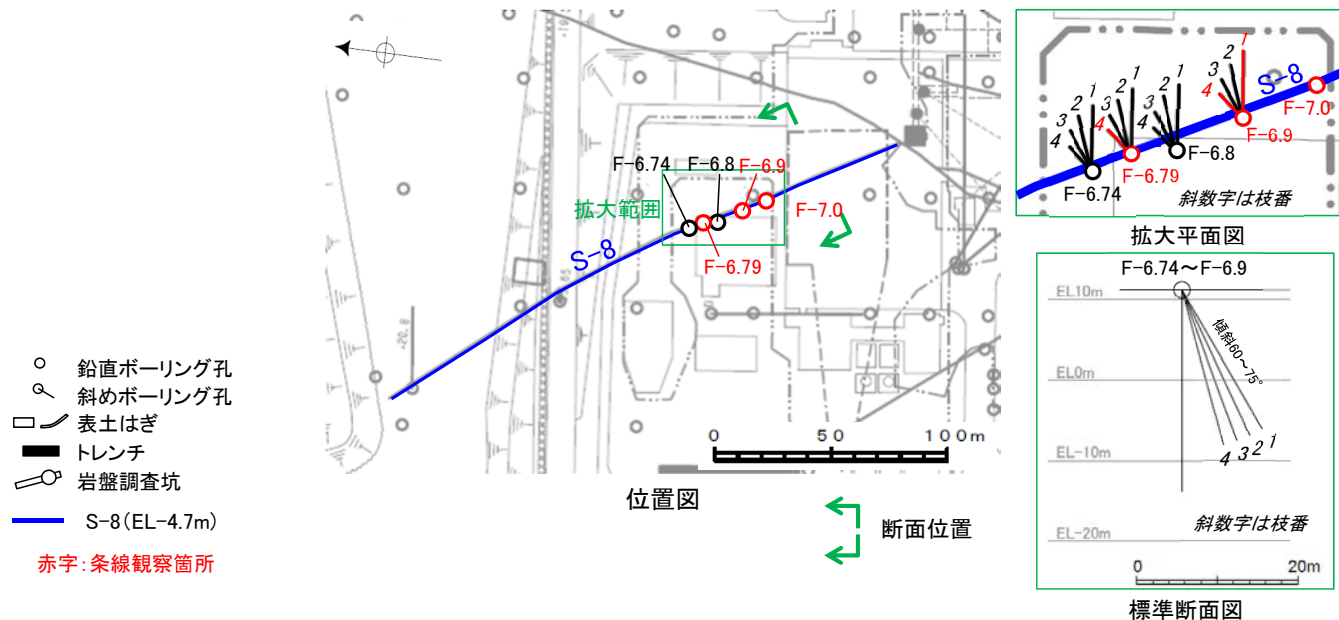 鉛直ボーリング孔
斜めボーリング孔
表土はぎ
トレンチ
岩盤調査坑
S-8(EL-4.7m)
赤字:条線観察箇所
F-6.74
F-6.8
F-6.9
F-7.0
F-6.79
拡大範囲
S-8
-20.8
0 50 100m
位置図
断面位置
4 3 2 1
4 3 2 1
4 3 2 1
4 3 2 1
S-8
F-7.0
F-6.9
F-6.8
F-6.79
F-6.74
斜数字は枝番
拡大平面図
F-6.74~F-6.9
EL10m
傾斜60~75°
EL0m
EL-10m
4 3 2 1
斜数字は枝番
EL-20m
0 20m
標準断面図